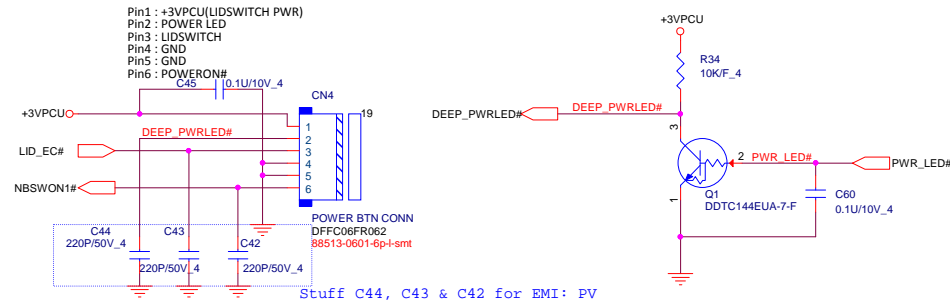 Pin1 : +3VPCU(LIDSWITCH PWR)
Pin2 : POWER LED
Pin3 : LIDSWITCH
Pin4 : GND
Pin5 : GND
Pin6 : POWERON#
C45
0.1U/10V_4
CN4
19
+3VPCU
1
DEEP_PWRLED#
2
LID_EC#
3
4
5
NBSWON1#
6
POWER BTN CONN
DFFC06FR062
88513-0601-6p-l-smt
C44
220P/50V_4
C43
220P/50V_4
C42
220P/50V_4
Stuff C44, C43 & C42 for EMI: PV
+3VPCU
R34
10K/F_4
DEEP_PWRLED#
DEEP_PWRLED#
3
2
PWR_LED#
PWR_LED#
1
Q1
DDTC144EUA-7-F
C60
0.1U/10V_4